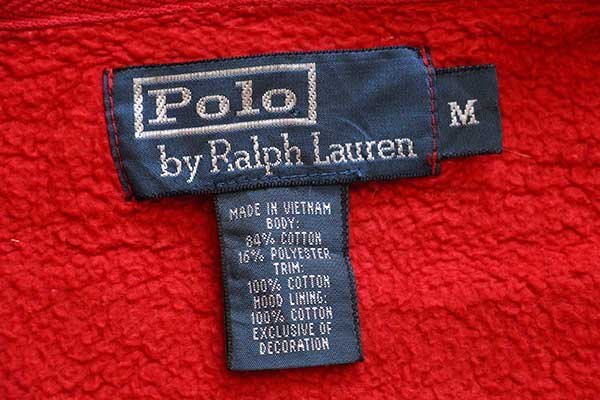 Polo
by Ralph Lauren
M
MADE IN VIETNAM
BODY:
84% COTTON
16% POLYESTER
TRIM:
100% COTTON
HOOD LINING:
100% COTTON
EXCLUSIVE OF
DECORATION